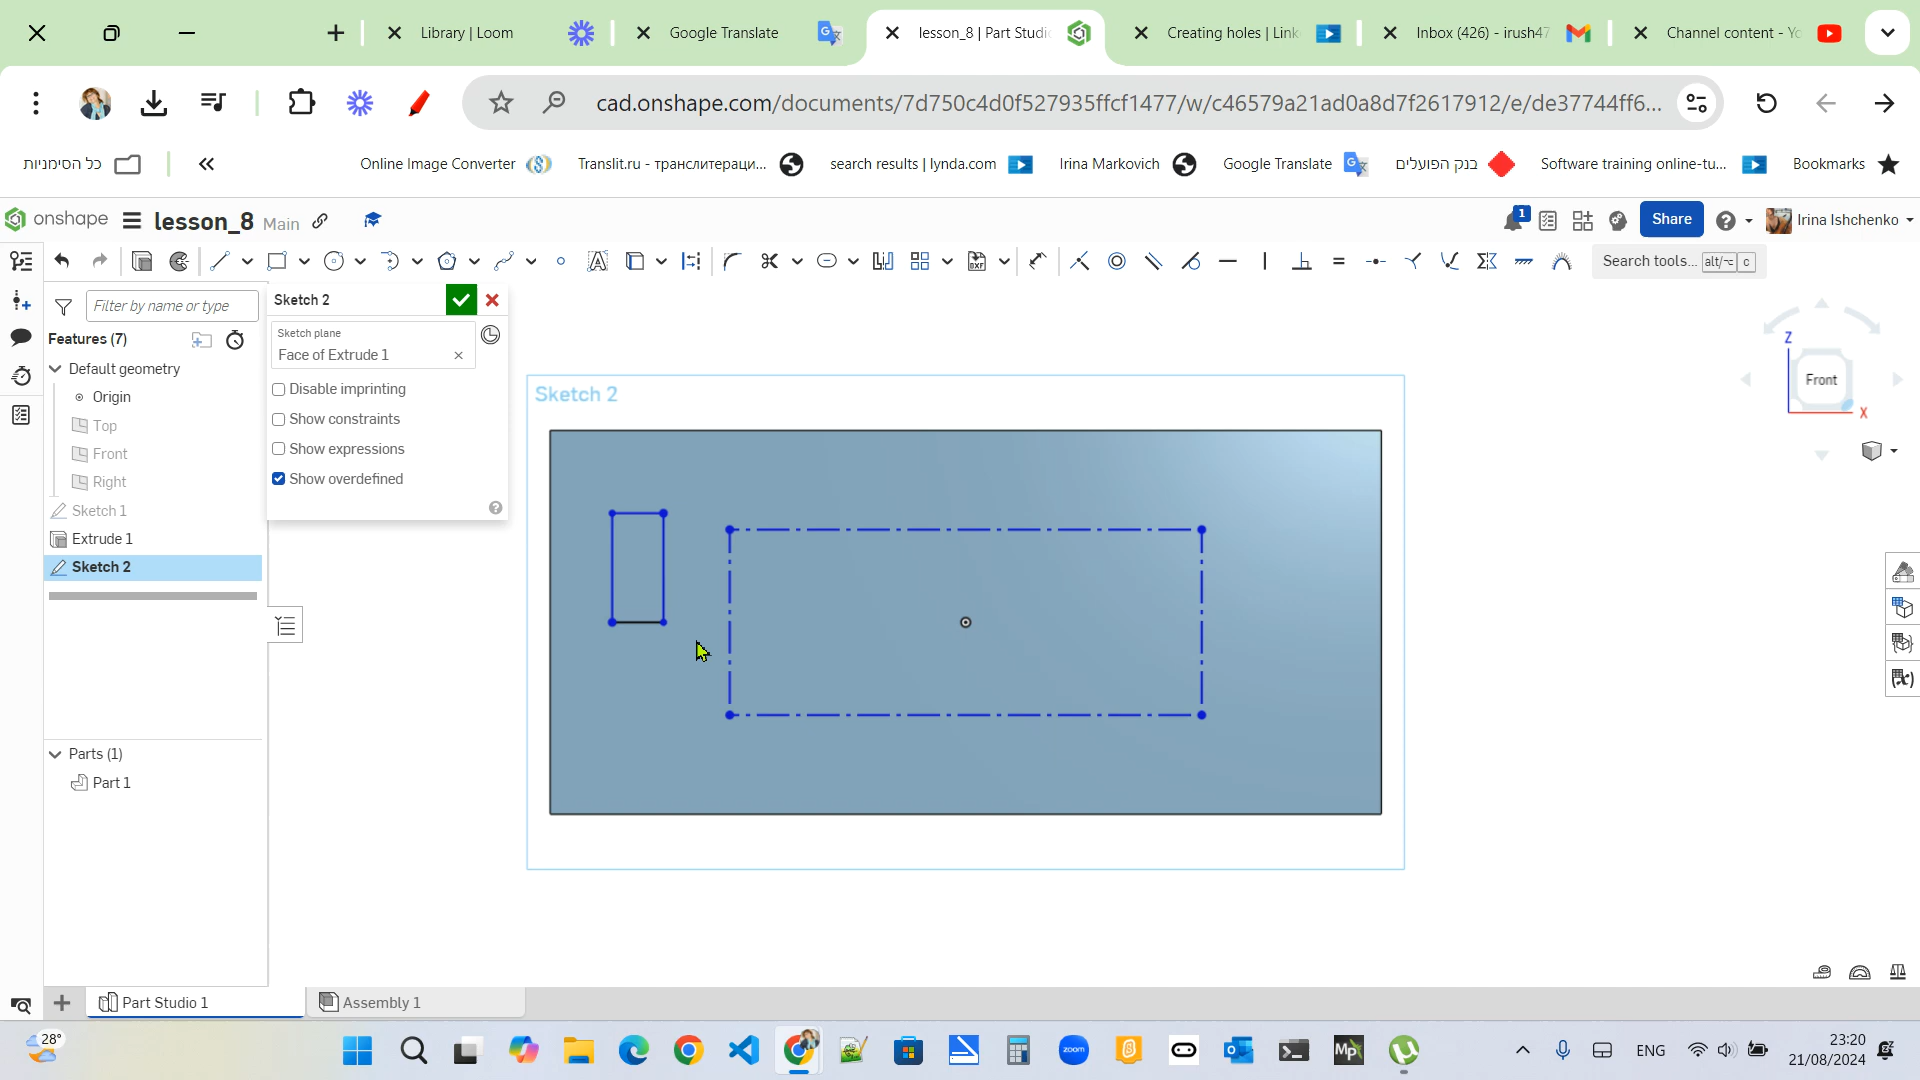 Library | Loom
Google Translate
lesson_8 | Part Studi
Creating holes | Link
Inbox (426) - irush47
Channel content - Yo
cad.onshape.com/documents/7d750c4d0f527935ffcf1477/w/c46579a21ad0a8d7f2617912/e/de37744ff6...
כל הסימניות
Online Image Converter
Translit.ru - транслитераци...
search results | lynda.com
Irina Markovich
Google Translate
בנק הפועלים
Software training online-tu...
Bookmarks
onshape
lesson_8 Main
1
Share
Irina Ishchenko
Search tools... alt/⌥ c
Filter by name or type
Features (7)
Default geometry
Origin
Top
Front
Right
Sketch 1
Extrude 1
Sketch 2
Parts (1)
Part 1
Sketch 2
Sketch plane
Face of Extrude 1
Disable imprinting
Show constraints
Show expressions
Show overdefined
Sketch 2
Z
Front
X
Part Studio 1
Assembly 1
28°
zoom
ENG
23:20
21/08/2024